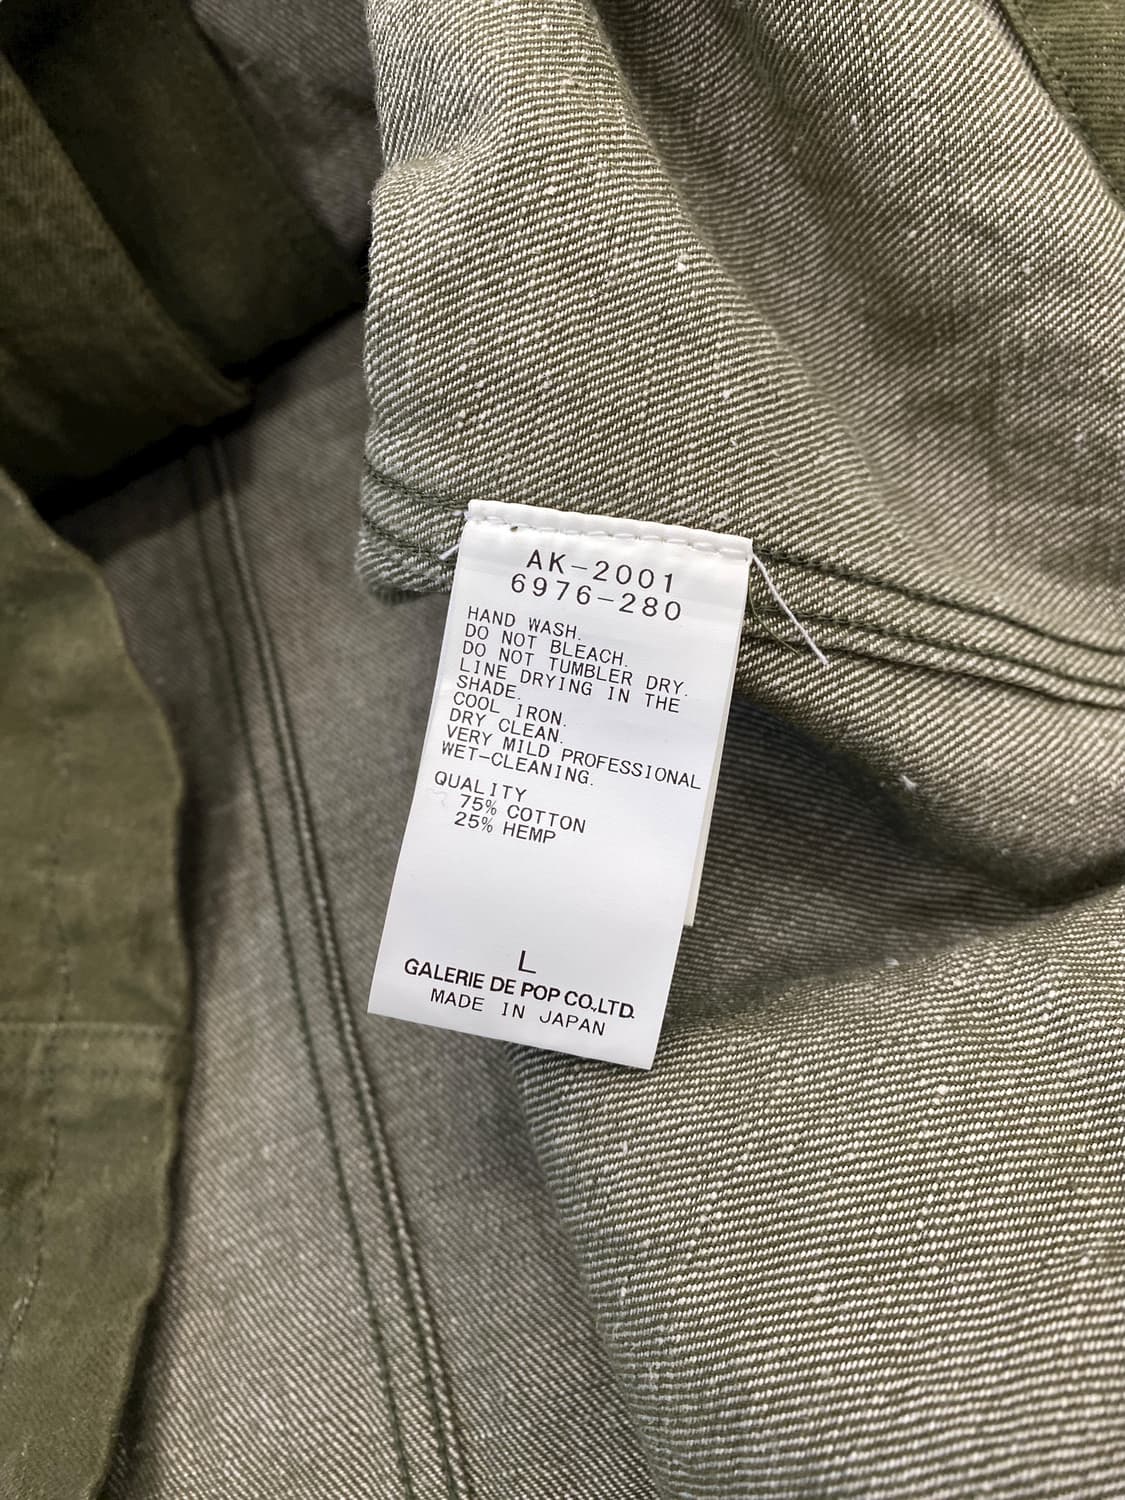 AK-2001
6976-280
HAND WASH.
DO NOT BLEACH.
DO NOT TUMBLER DRY.
LINE DRYING IN THE
SHADE.
COOL IRON.
DRY CLEAN.
VERY MILD PROFESSIONAL
WET-CLEANING.
QUALITY
75% COTTON
25% HEMP
L
GALERIE DE POP CO.,LTD.
MADE IN JAPAN